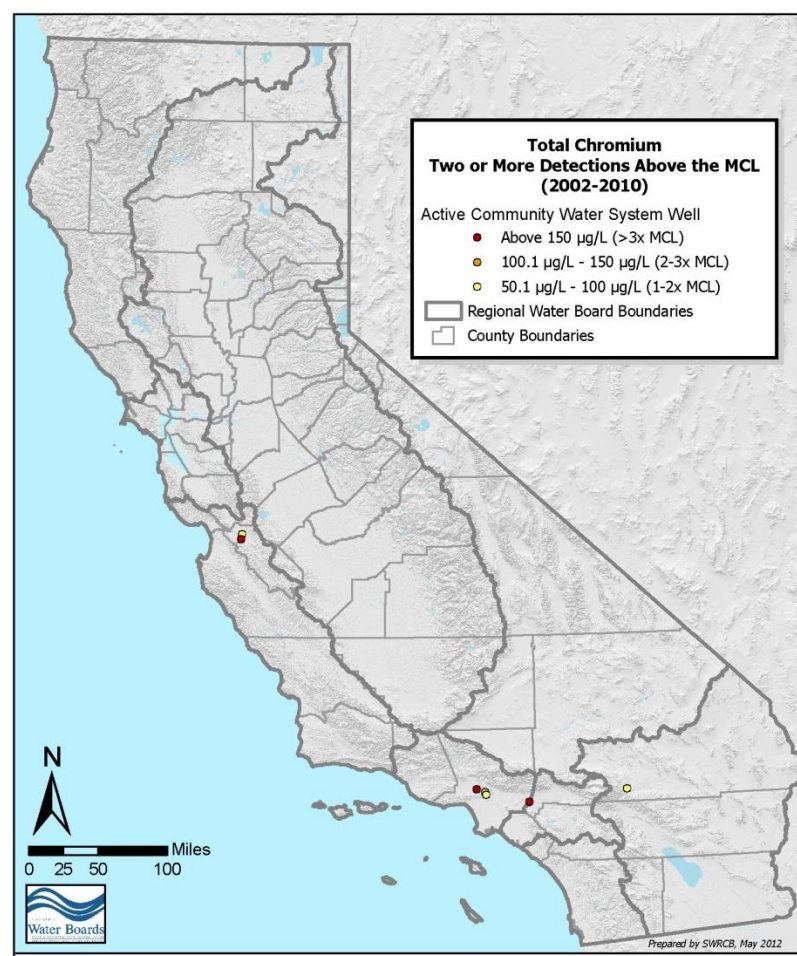 Total Chromium
Two or More Detections Above the MCL
(2002-2010)
Active Community Water System Well
Above 150 µg/L (>3x MCL)
100.1 µg/L - 150 µg/L (2-3x MCL)
50.1 µg/L - 100 µg/L (1-2x MCL)
Regional Water Board Boundaries
County Boundaries
N
Miles
0 25 50 100
Water Boards
Prepared by SWRCB, May 2012